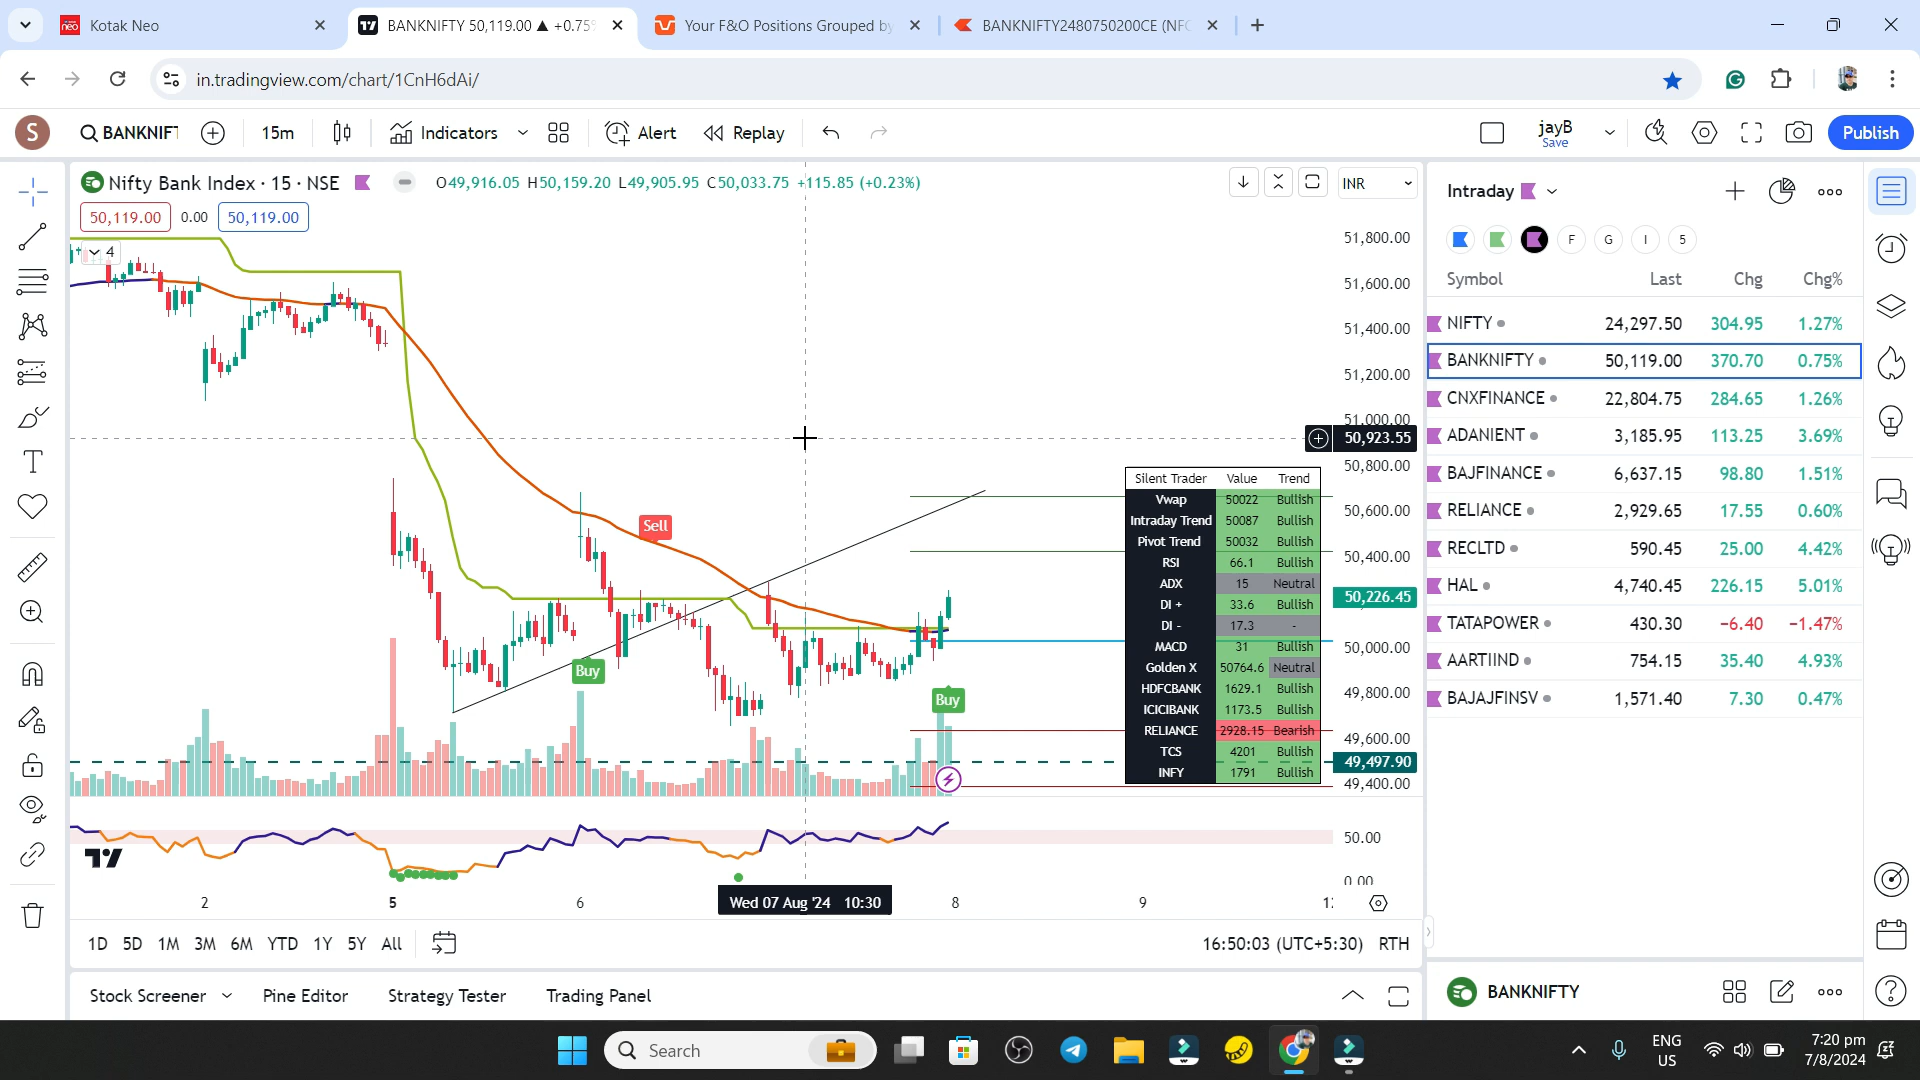 Kotak Neo
BANKNIFTY 50,119.00 ▲ +0.75
Your F&O Positions Grouped by
BANKNIFTY2480750200CE (NFO
in.tradingview.com/chart/1CnH6dAi/
S
BANKNIFT
15m
Indicators
Alert
Replay
jayB
Save
Publish
Nifty Bank Index · 15 · NSE
O49,916.05 H50,159.20 L49,905.95 C50,033.75 +115.85 (+0.23%)
INR
50,119.00 0.00 50,119.00
4
51,800.00
51,600.00
51,400.00
51,200.00
51,000.00
50,923.55
50,800.00
50,600.00
50,400.00
50,226.45
50,000.00
49,800.00
49,600.00
49,497.90
49,400.00
50.00
0.00
Sell
Buy
Buy
Silent Trader Value Trend
Vwap 50022 Bullish
Intraday Trend 50087 Bullish
Pivot Trend 50032 Bullish
RSI 66.1 Bullish
ADX 15 Neutral
DI + 33.6 Bullish
DI - 17.3 -
MACD 31 Bullish
Golden X 50764.6 Neutral
HDFCBANK 1629.1 Bullish
ICICIBANK 1173.5 Bullish
RELIANCE 2928.15 Bearish
TCS 4201 Bullish
INFY 1791 Bullish
2 5 6 Wed 07 Aug '24 10:30 8 9 12
1D 5D 1M 3M 6M YTD 1Y 5Y All
16:50:03 (UTC+5:30) RTH
Stock Screener
Pine Editor
Strategy Tester
Trading Panel
Intraday
F G I 5
Symbol Last Chg Chg%
NIFTY 24,297.50 304.95 1.27%
BANKNIFTY 50,119.00 370.70 0.75%
CNXFINANCE 22,804.75 284.65 1.26%
ADANIENT 3,185.95 113.25 3.69%
BAJFINANCE 6,637.15 98.80 1.51%
RELIANCE 2,929.65 17.55 0.60%
RECLTD 590.45 25.00 4.42%
HAL 4,740.45 226.15 5.01%
TATAPOWER 430.30 −6.40 −1.47%
AARTIIND 754.15 35.40 4.93%
BAJAJFINSV 1,571.40 7.30 0.47%
BANKNIFTY
Search
ENG
US
7:20 pm
7/8/2024